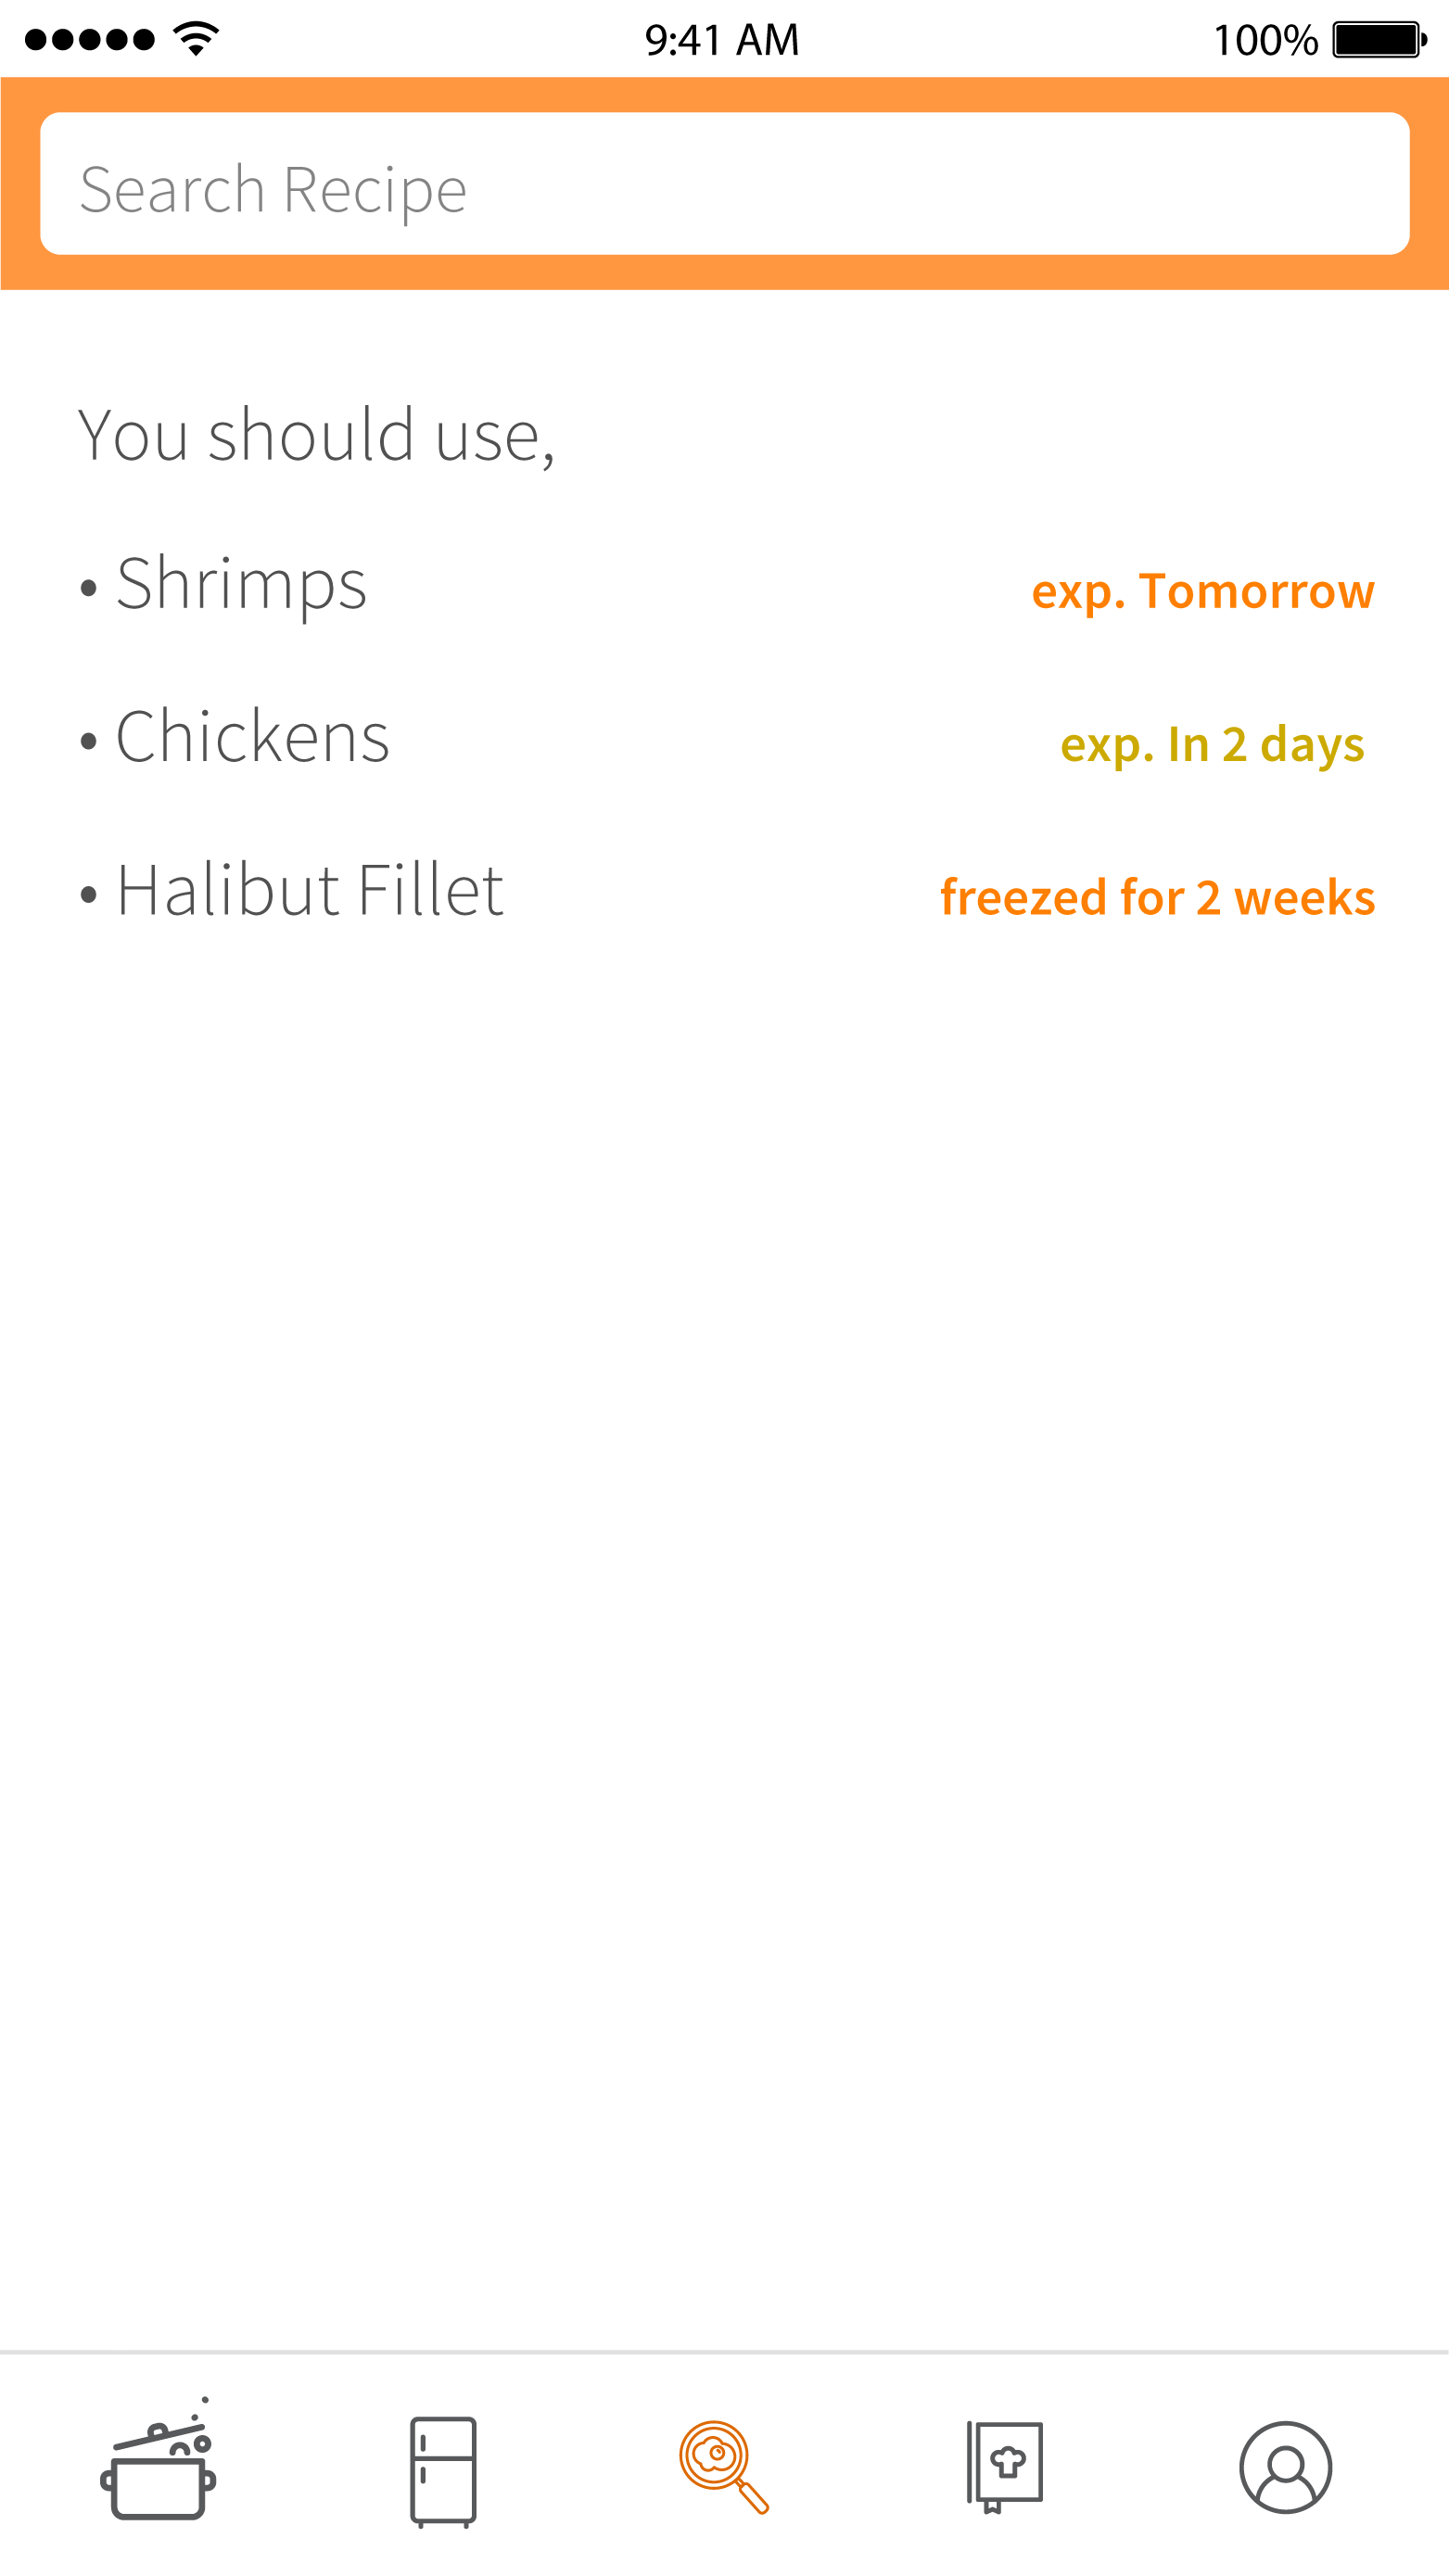 9:41 AM 100%
Search Recipe
You should use,
• Shrimps exp. Tomorrow
• Chickens exp. In 2 days
• Halibut Fillet freezed for 2 weeks